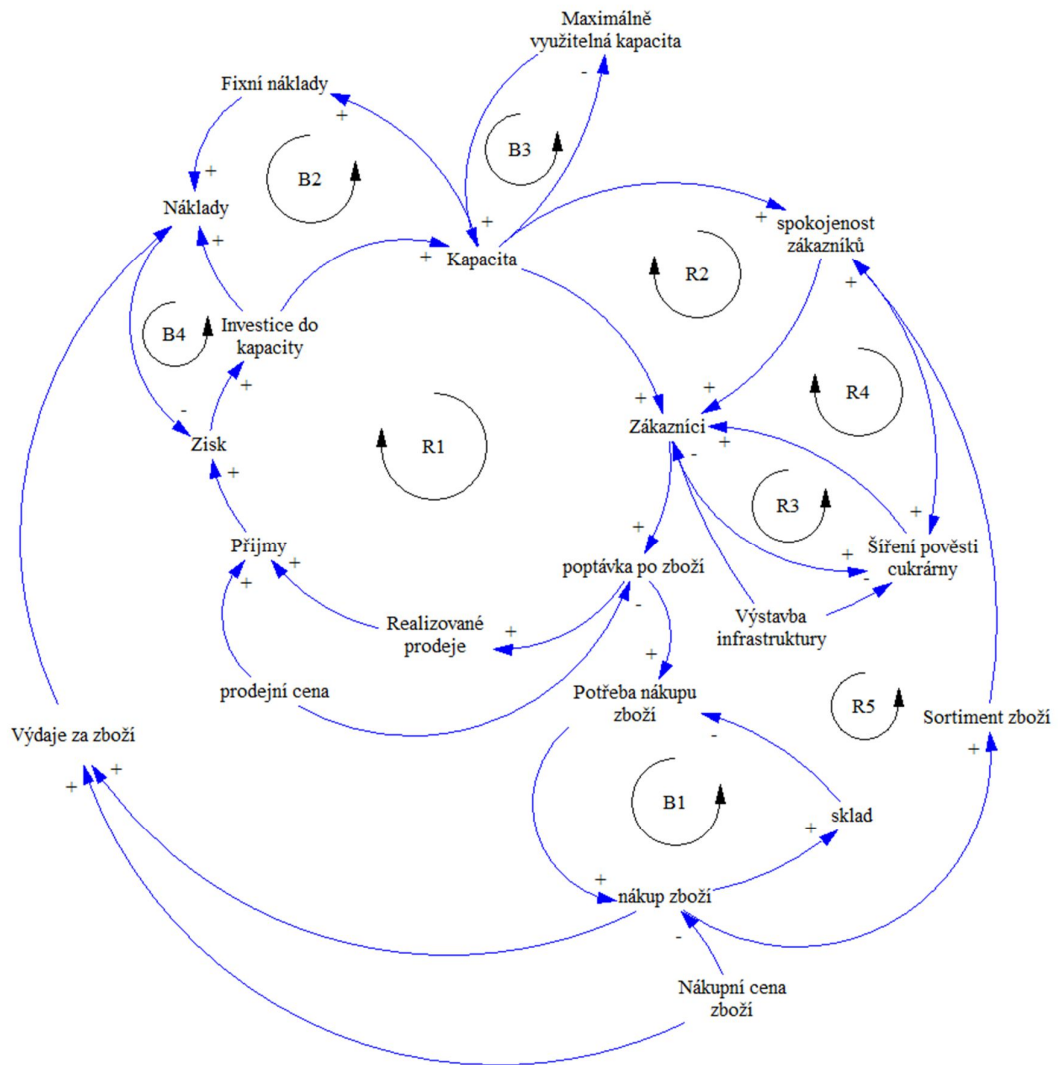 Maximálně
využitelná kapacita
-
Fixní náklady
+
B3
B2
+
Náklady
+
+
spokojenost
zákazníků
+
+
Kapacita
R2
+
+
B4
Investice do
kapacity
R4
+
-
+
+
Zisk
R1
Zákazníci
-
+
+
R3
+
Přijmy
+
+
+
poptávka po zboží
-
-
+
-
Šíření pověsti
cukrárny
Realizované
prodeje
+
Výstavba
infrastruktury
+
prodejní cena
Potřeba nákupu
zboží
R5
Sortiment zboží
+
Výdaje za zboží
+
+
-
B1
sklad
+
+
nákup zboží
-
Nákupní cena
zboží